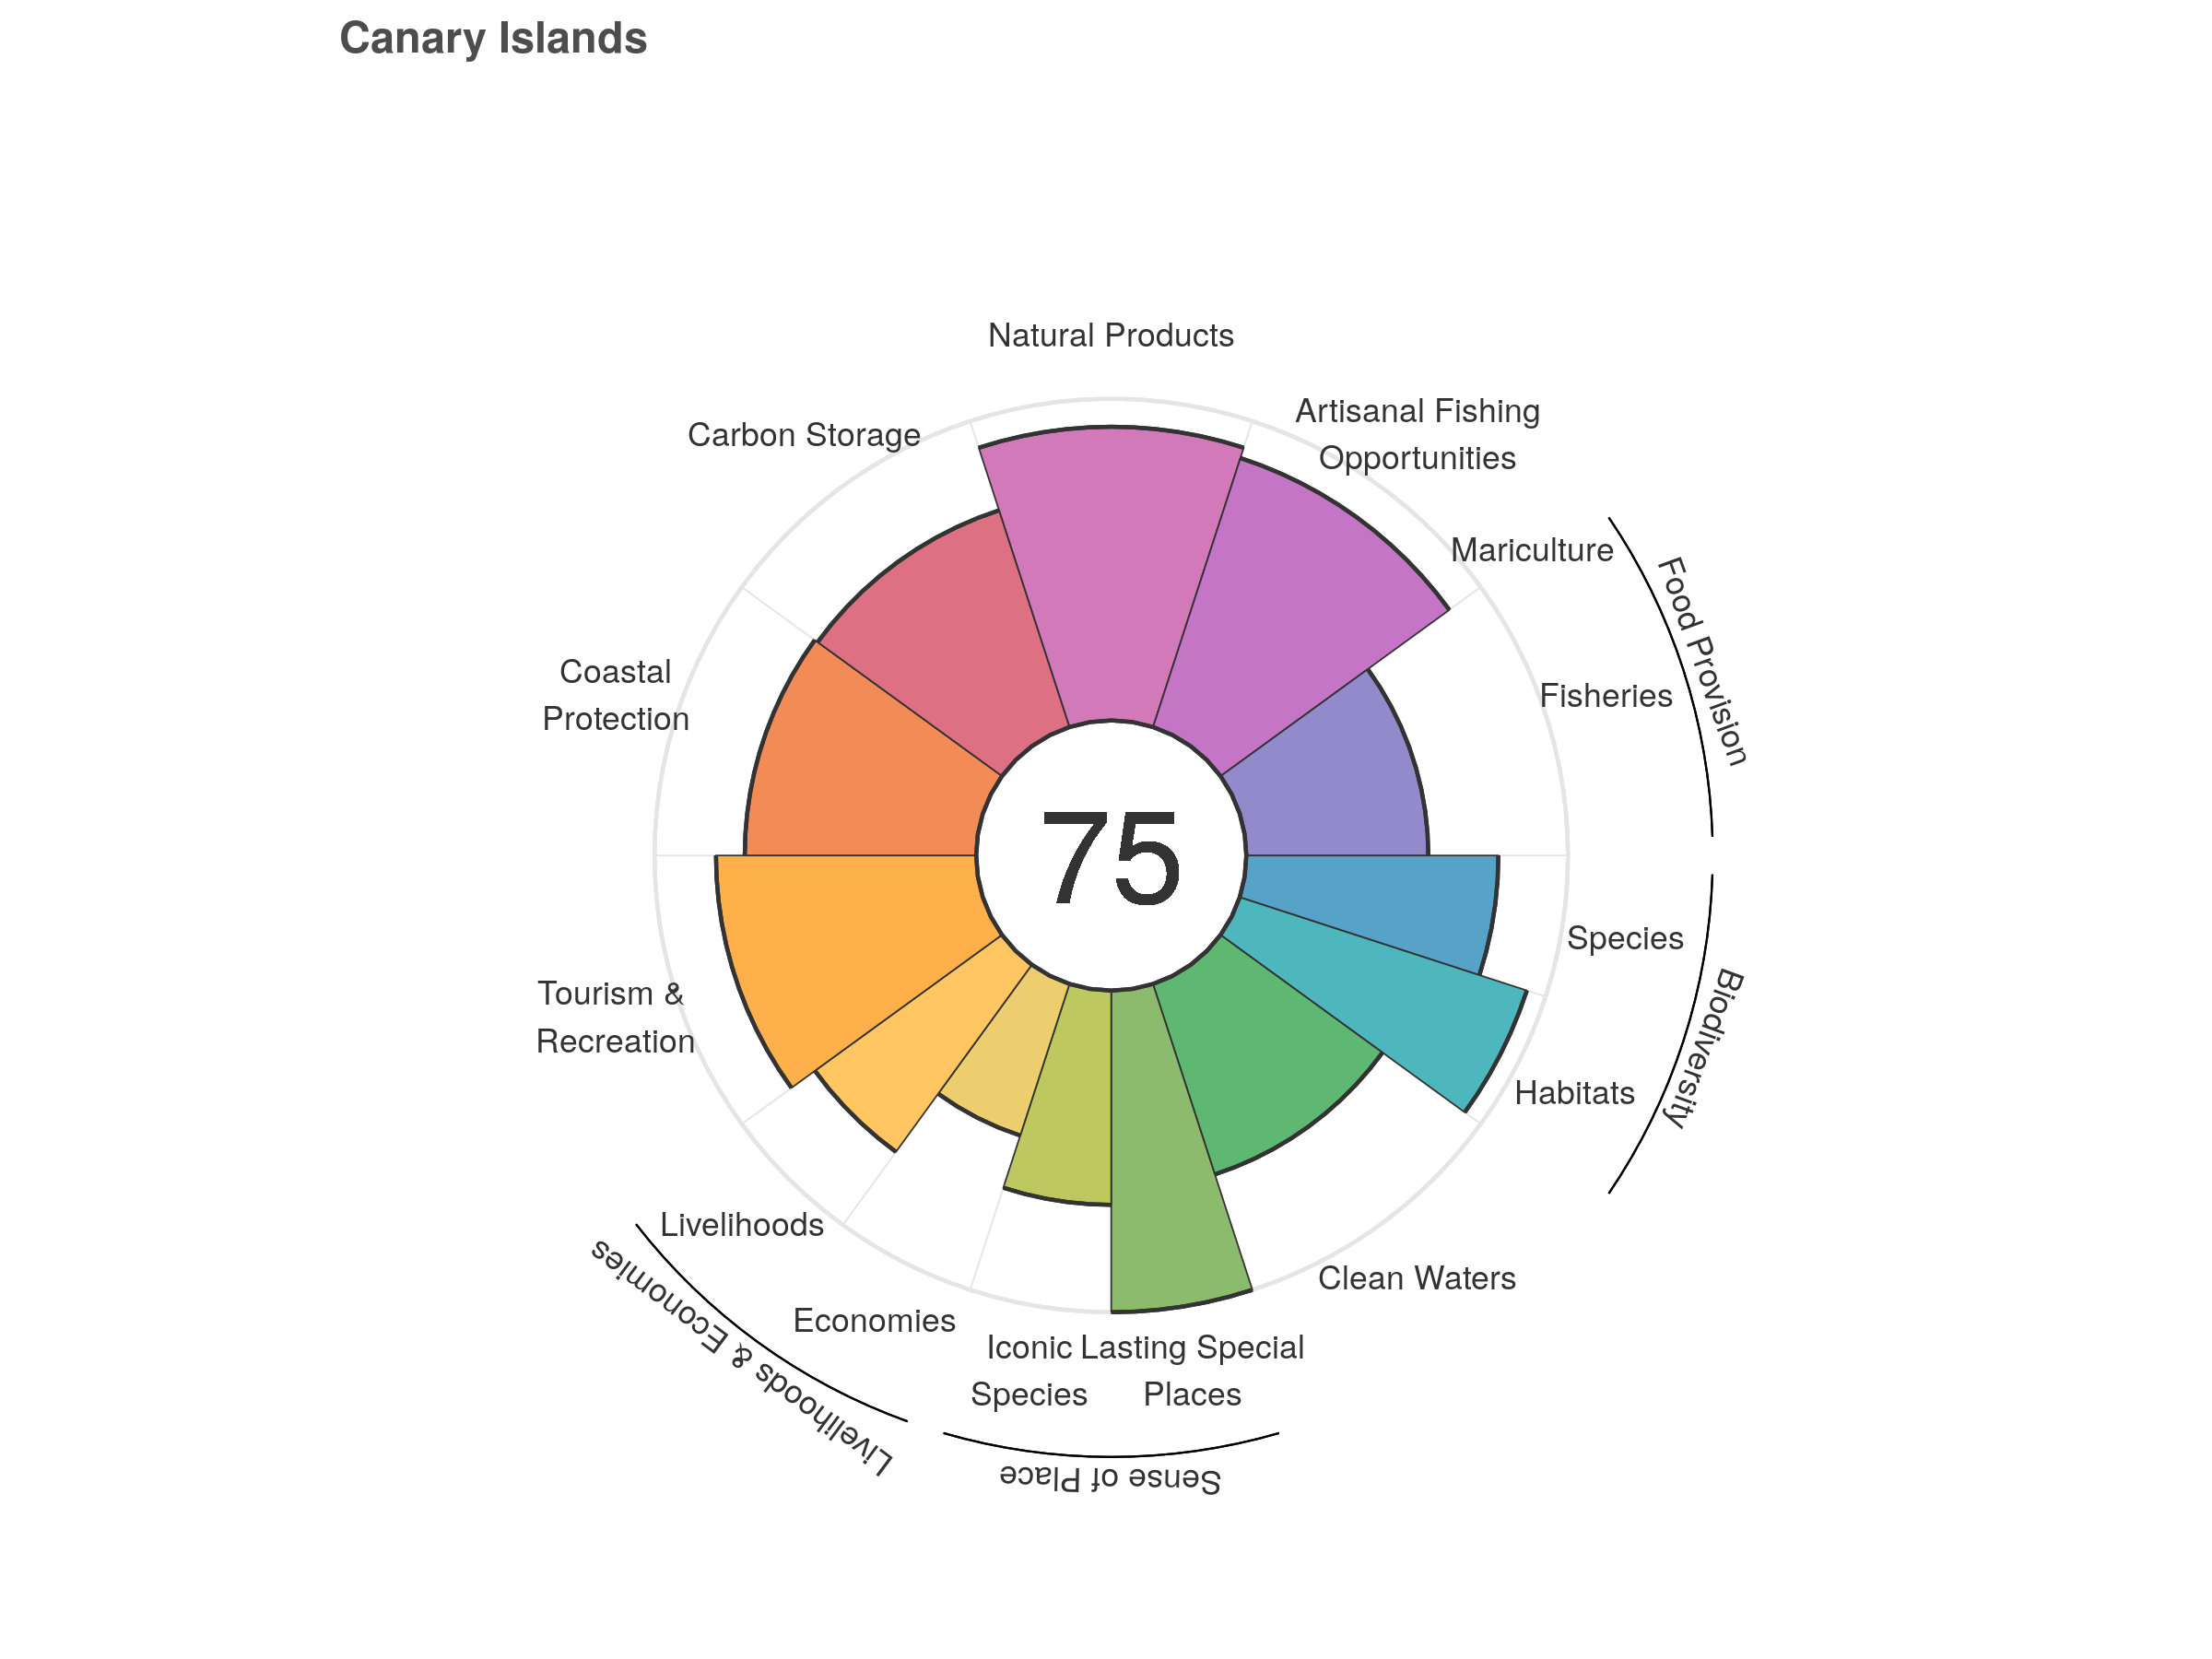 Canary Islands
Natural Products
Artisanal Fishing
Opportunities
Carbon Storage
Mariculture
Food Provision
Fisheries
Coastal
Protection
75
Species
Biodiversity
Tourism &
Recreation
Habitats
Livelihoods
Clean Waters
Livelihoods & Economies
Economies
Iconic
Species
Lasting Special
Places
Sense of Place